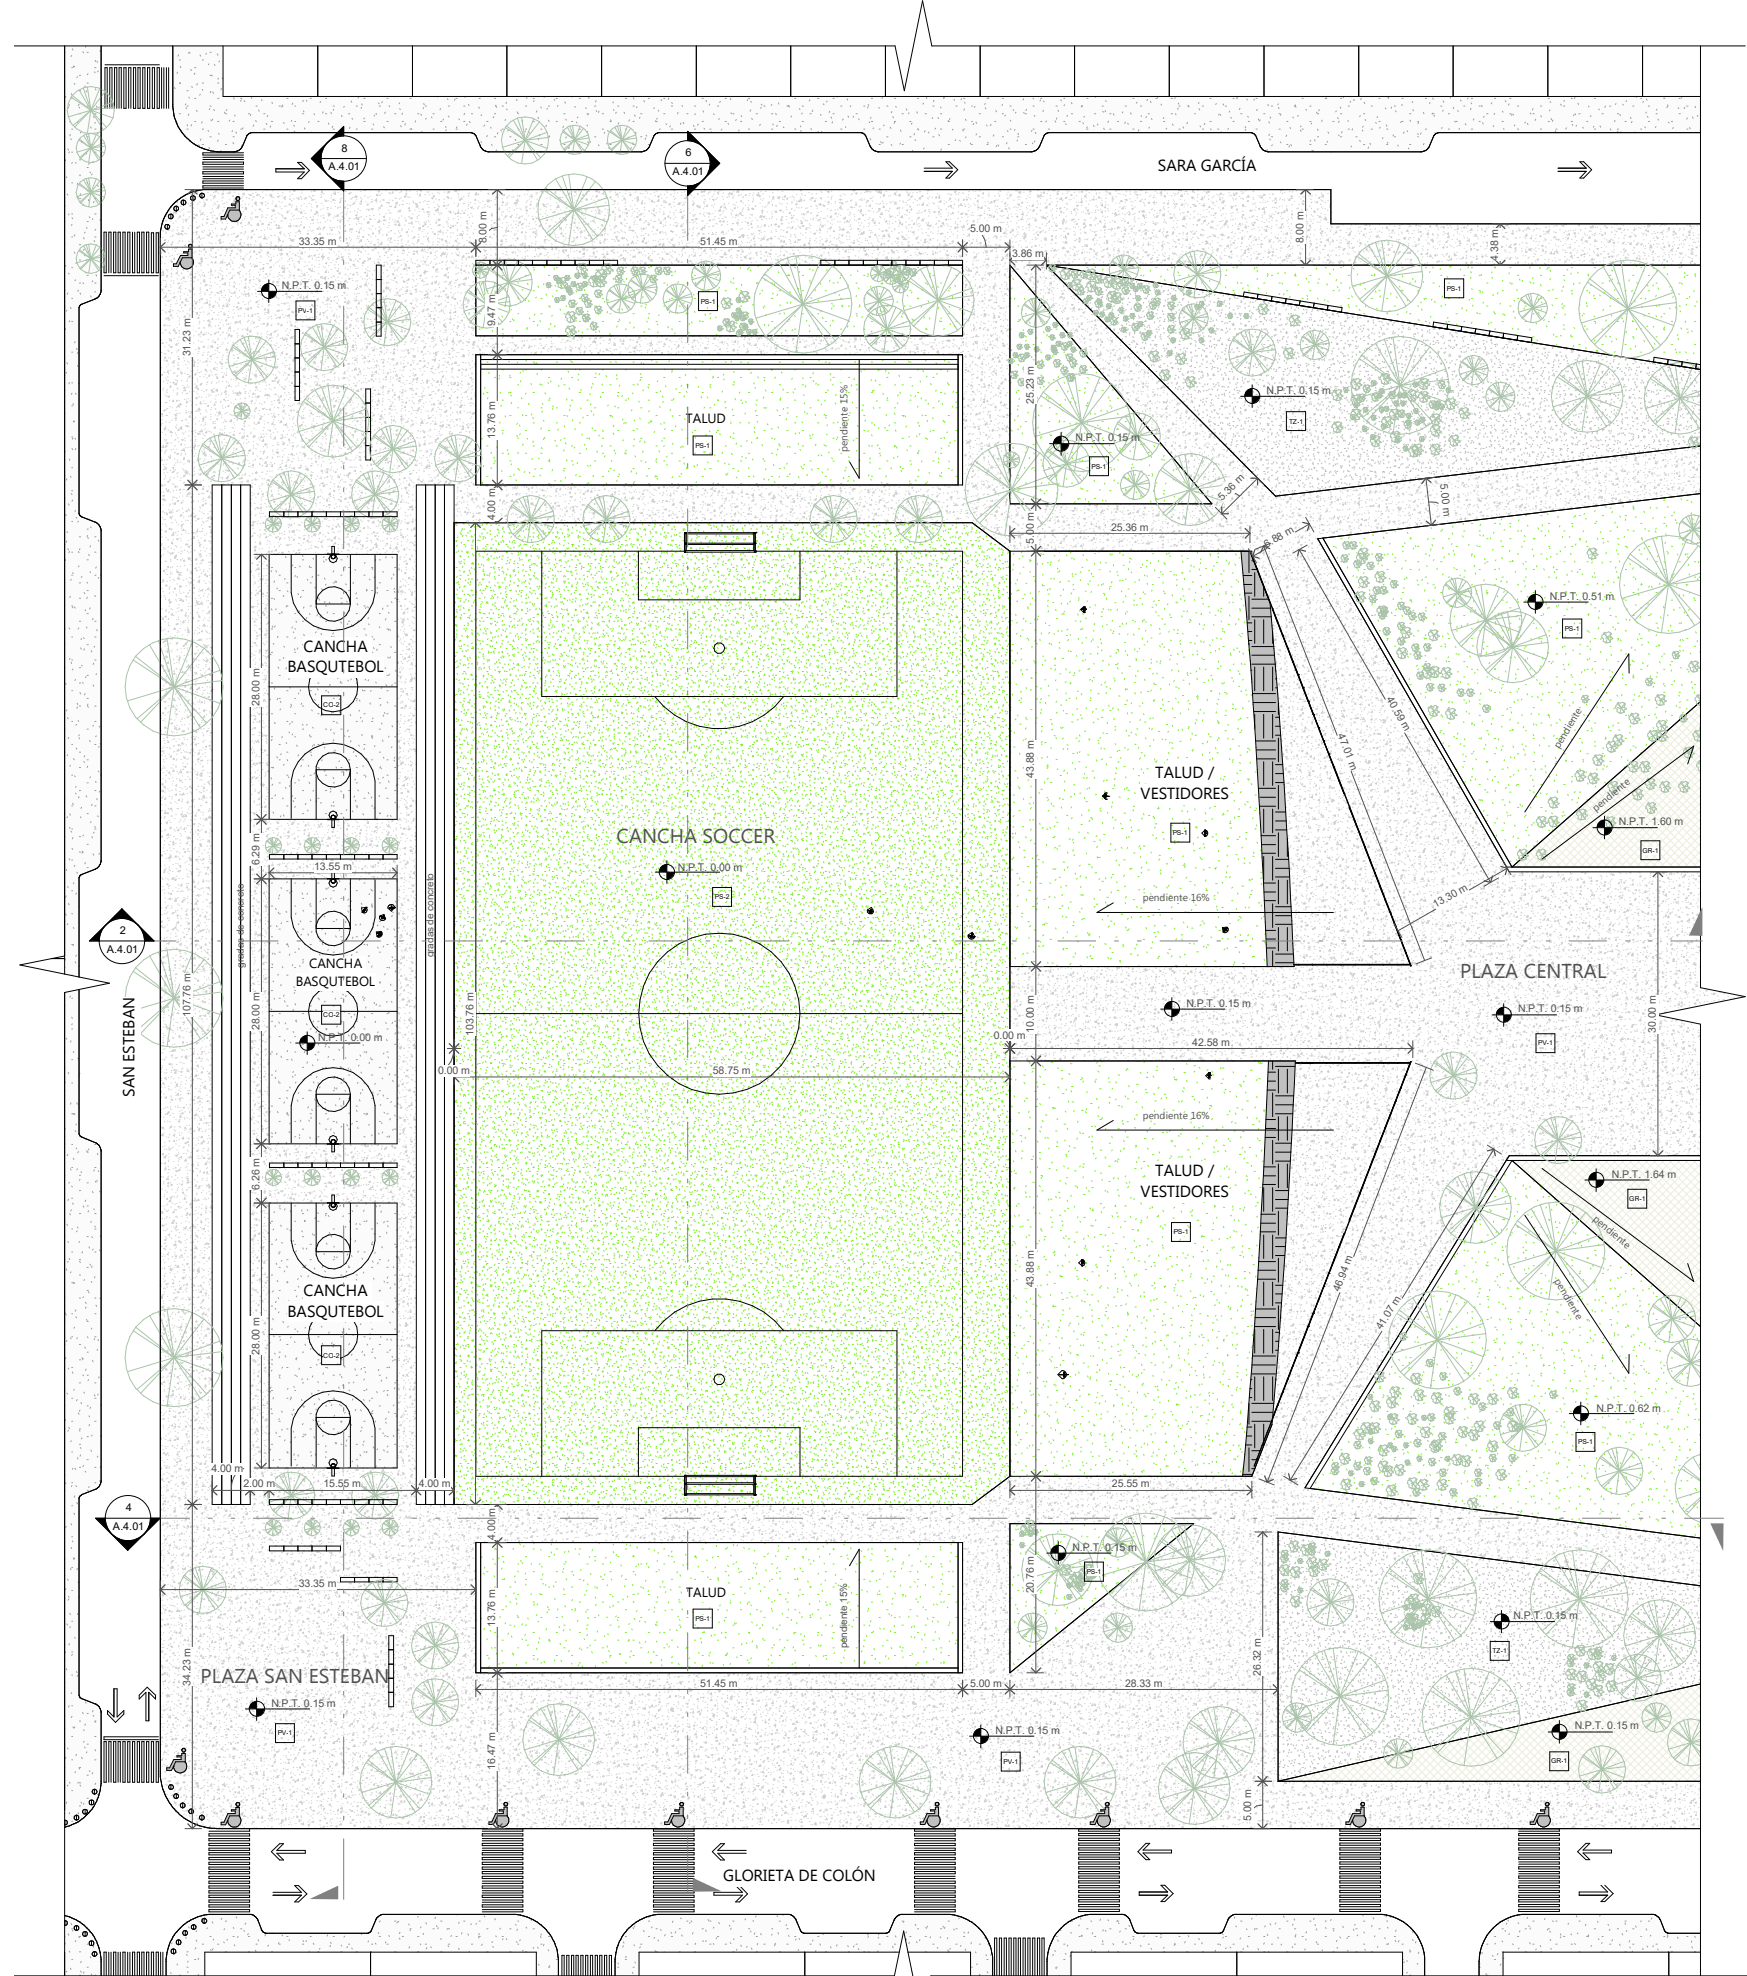 8
A.4.01
6
A.4.01
SARA GARCÍA
33.35 m
8.00 m
51.45 m
5.00 m
3.86 m
8.00 m
4.38 m
N.P.T. 0.15 m
PV-1
31.23 m
9.47 m
PS-1
PS-1
25.23 m
N.P.T. 0.15 m
TZ-1
TALUD
PS-1
13.76 m
pendiente 15%
N.P.T. 0.15 m
PS-1
4.00 m
5.00 m
5.36 m
25.36 m
5.00 m
CANCHA
BASQUTEBOL
CO-2
28.00 m
N.P.T. 0.51 m
PS-1
40.59 m
47.01 m
43.88 m
TALUD /
VESTIDORES
PS-1
pendiente
pendiente
N.P.T. 1.60 m
GR-1
CANCHA SOCCER
N.P.T. 0.00 m
PS-2
6.29 m
13.55 m
gradas de concreto
gradas de concreto
pendiente 16%
13.30 m
2
A.4.01
CANCHA
BASQUTEBOL
CO-2
N.P.T. 0.00 m
28.00 m
107.76 m
103.76 m
SAN ESTEBAN
PLAZA CENTRAL
N.P.T. 0.15 m
N.P.T. 0.15 m
PV-1
10.00 m
30.00 m
0.00 m
42.58 m
0.00 m
58.75 m
pendiente 16%
6.26 m
TALUD /
VESTIDORES
PS-1
N.P.T. 1.64 m
GR-1
pendiente
pendiente
43.88 m
46.94 m
41.07 m
CANCHA
BASQUTEBOL
CO-2
28.00 m
N.P.T. 0.62 m
PS-1
4.00 m
2.00 m
15.55 m
4.00 m
25.55 m
4
A.4.01
4.00 m
N.P.T. 0.15 m
PS-1
20.76 m
33.35 m
TALUD
PS-1
13.76 m
pendiente 15%
N.P.T. 0.15 m
TZ-1
26.32 m
PLAZA SAN ESTEBAN
34.23 m
51.45 m
5.00 m
28.33 m
N.P.T. 0.15 m
PV-1
16.47 m
N.P.T. 0.15 m
PV-1
N.P.T. 0.15 m
GR-1
5.00 m
GLORIETA DE COLÓN